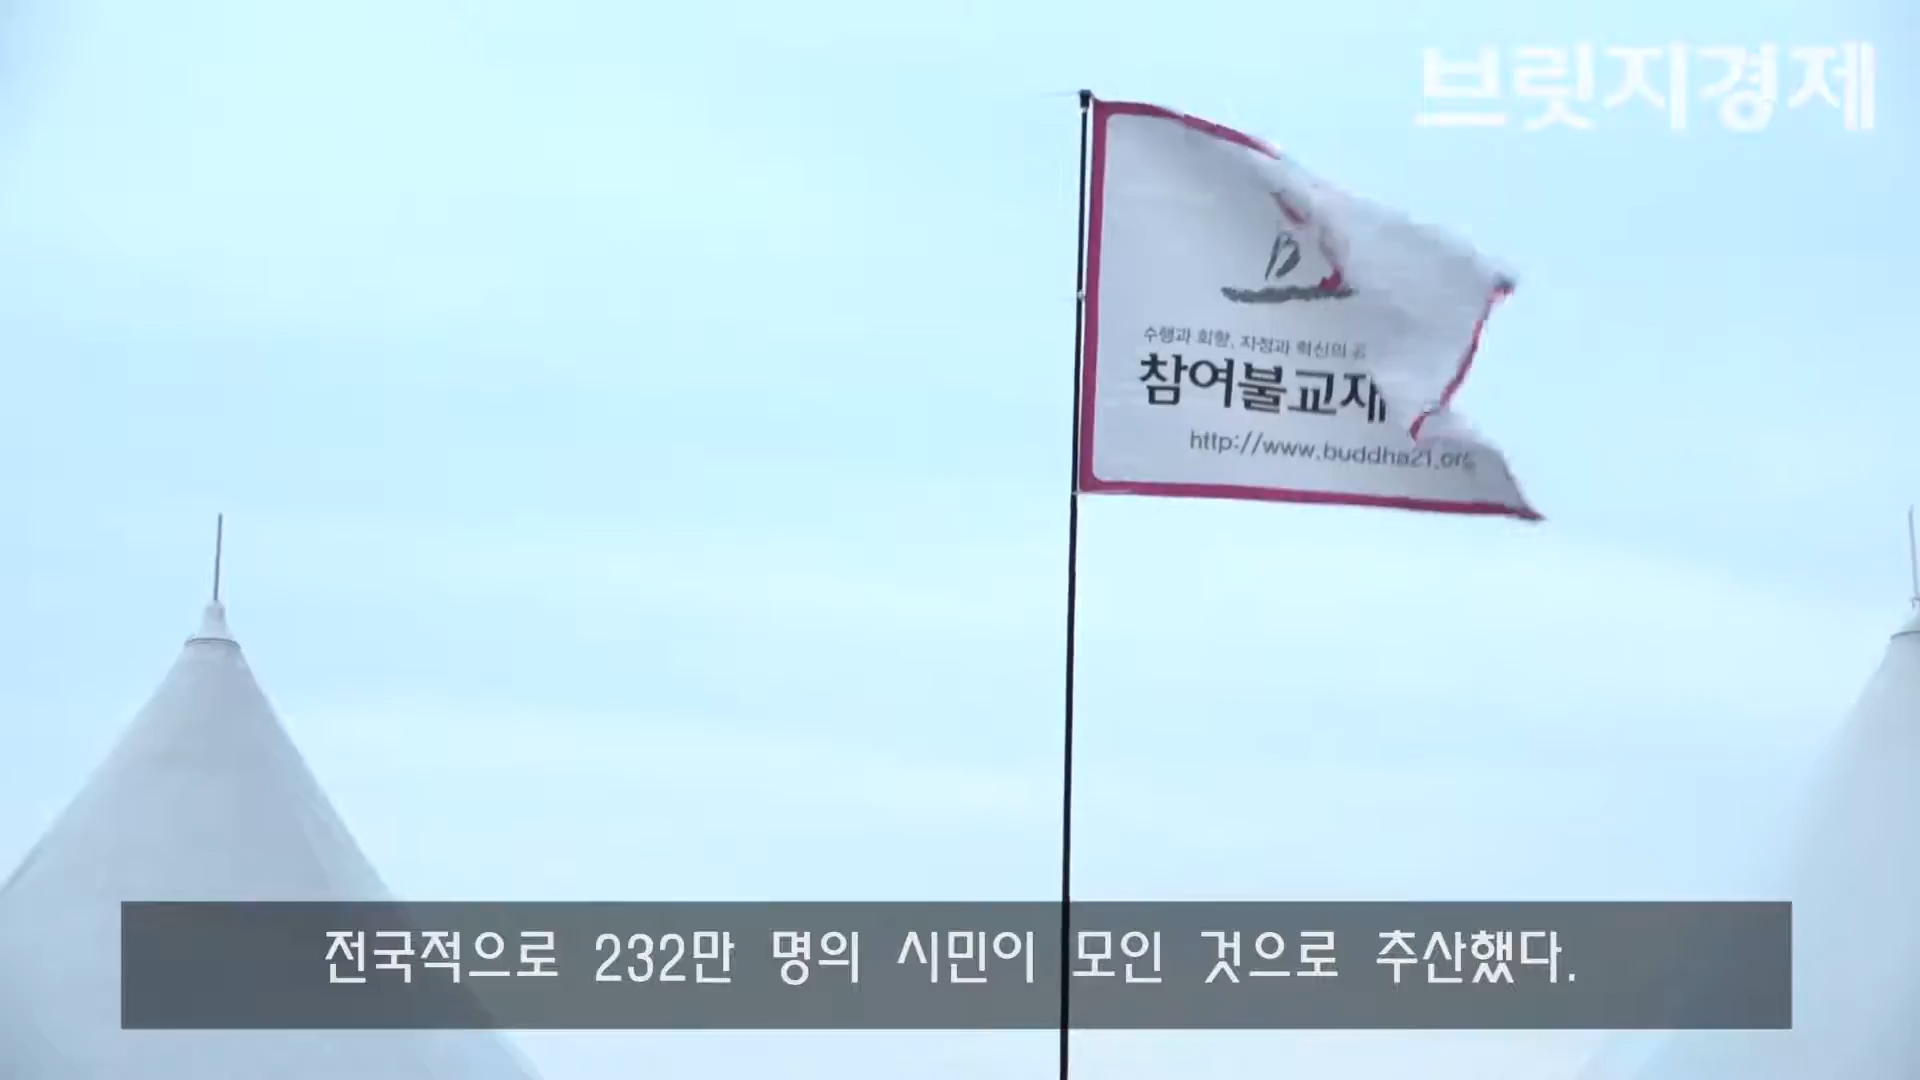 브릿지경제
B
수행과 회향, 자정과 혁신의
참여불교재
http://www.buddha21.org
전국적으로 232만 명의 시민이 모인 것으로 추산했다.